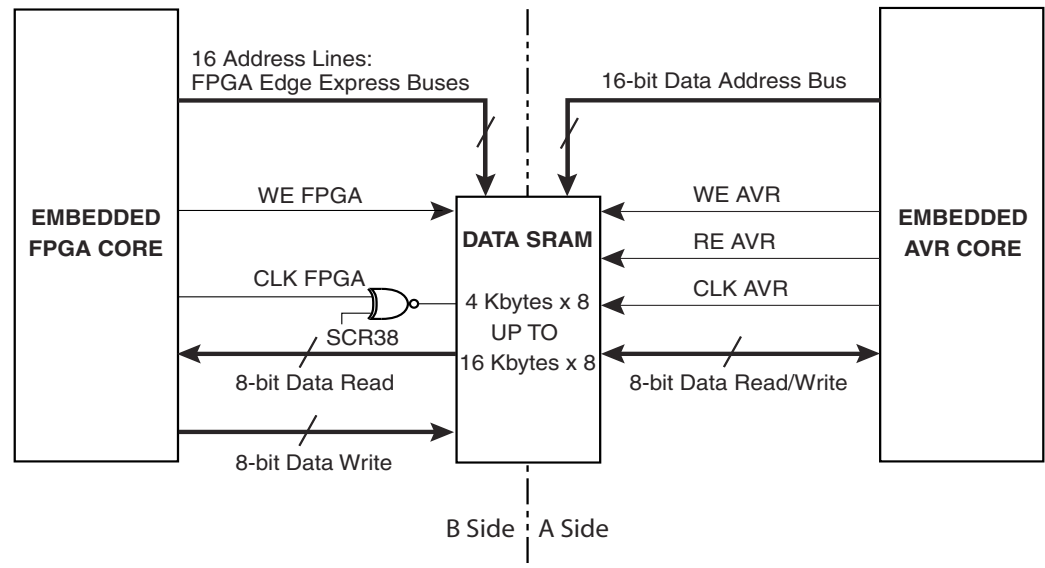 16 Address Lines:
FPGA Edge Express Buses
16-bit Data Address Bus
EMBEDDED
FPGA CORE
WE FPGA
CLK FPGA
SCR38
8-bit Data Read
8-bit Data Write
DATA SRAM
4 Kbytes x 8
UP TO
16 Kbytes x 8
WE AVR
RE AVR
CLK AVR
8-bit Data Read/Write
EMBEDDED
AVR CORE
B Side
A Side